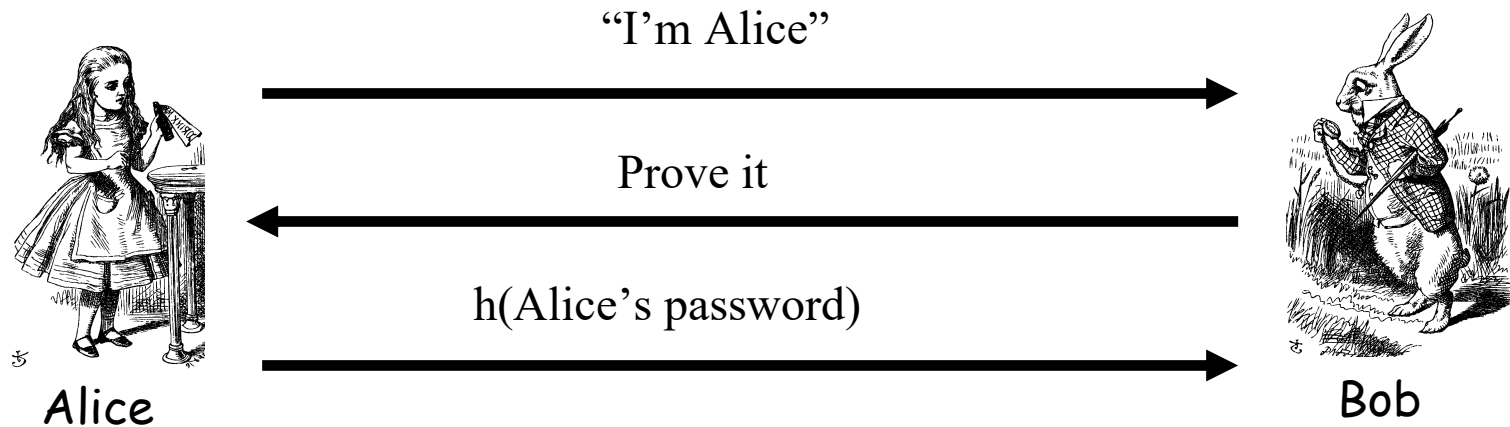 “I’m Alice”
Prove it
h(Alice’s password)
Alice
Bob